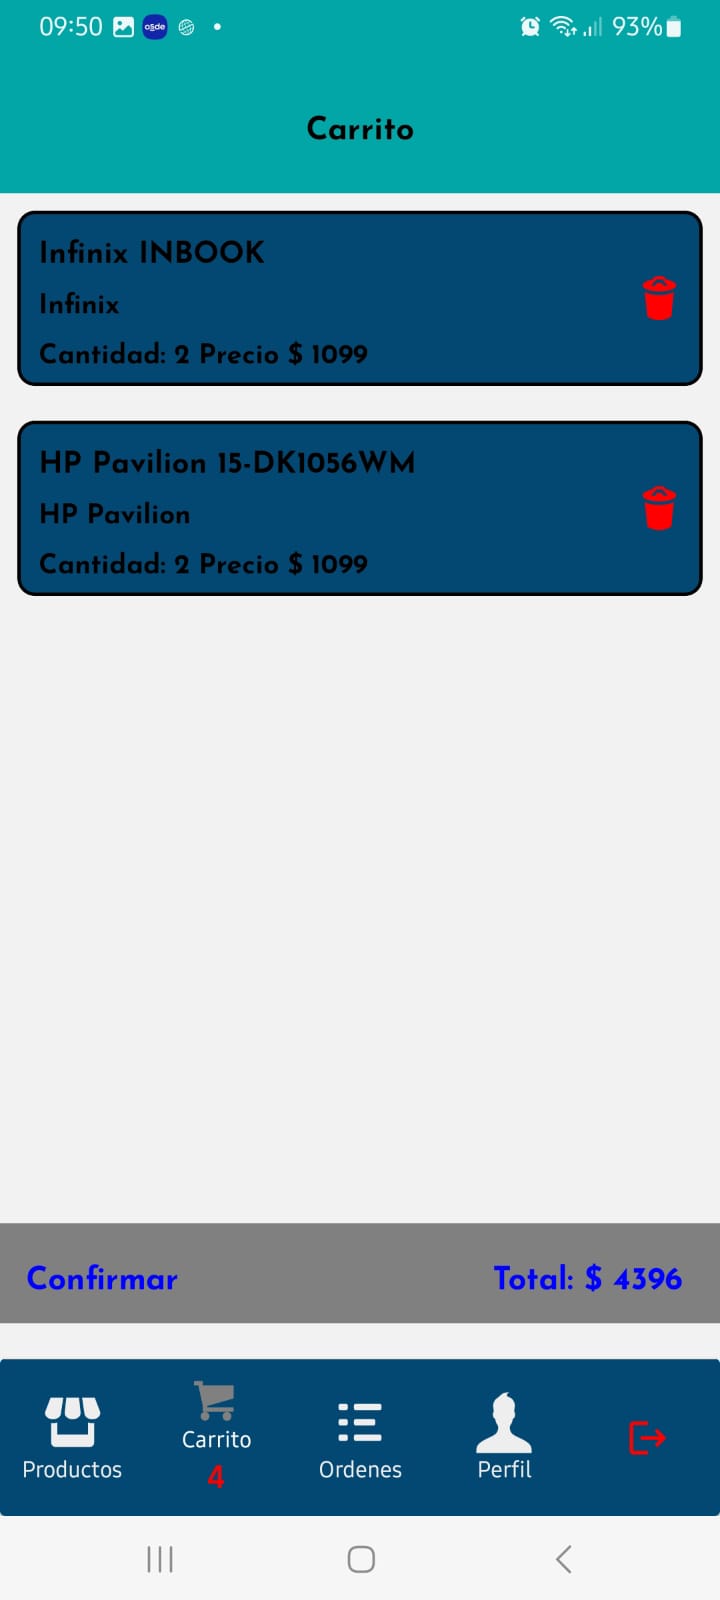 09:50 osde 93%
Carrito
Infinix INBOOK
Infinix
Cantidad: 2 Precio $ 1099
HP Pavilion 15-DK1056WM
HP Pavilion
Cantidad: 2 Precio $ 1099
Confirmar Total: $ 4396
Productos Carrito Ordenes Perfil
4